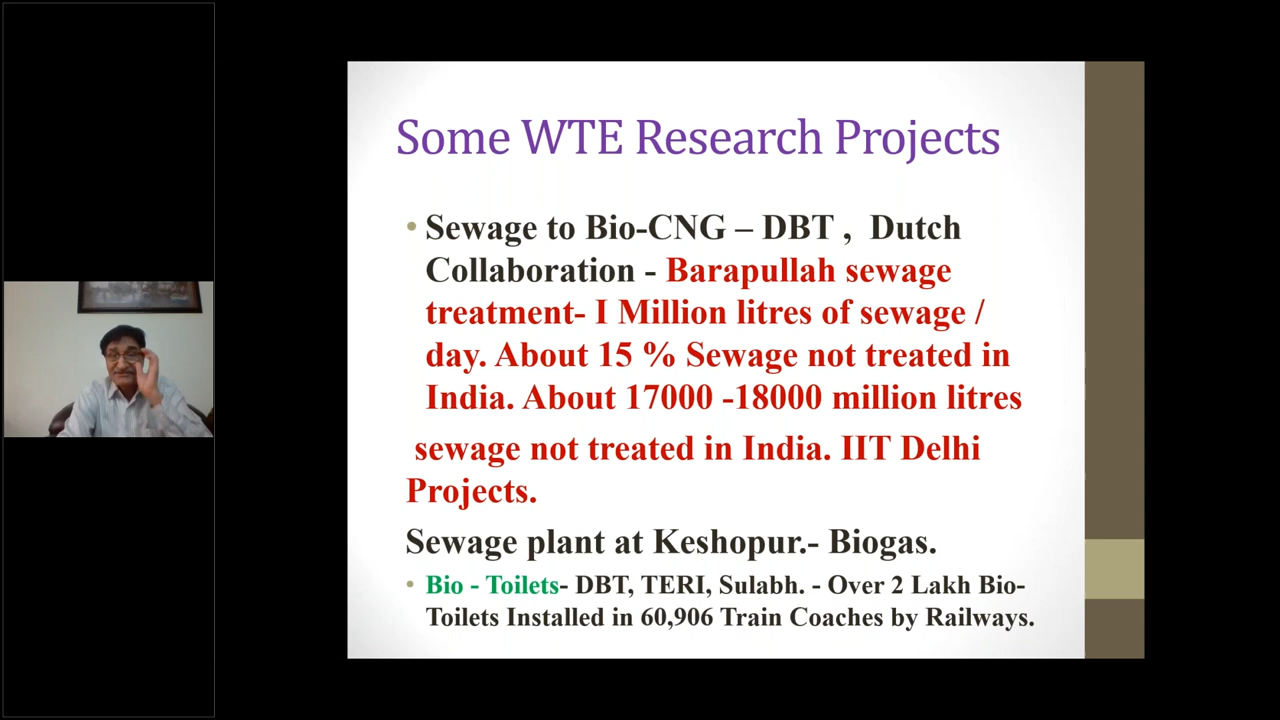 Some WTE Research Projects
• Sewage to Bio-CNG – DBT , Dutch
Collaboration - Barapullah sewage
treatment- I Million litres of sewage /
day. About 15 % Sewage not treated in
India. About 17000 -18000 million litres
sewage not treated in India. IIT Delhi
Projects.
Sewage plant at Keshopur.- Biogas.
• Bio - Toilets- DBT, TERI, Sulabh. - Over 2 Lakh Bio-
Toilets Installed in 60,906 Train Coaches by Railways.